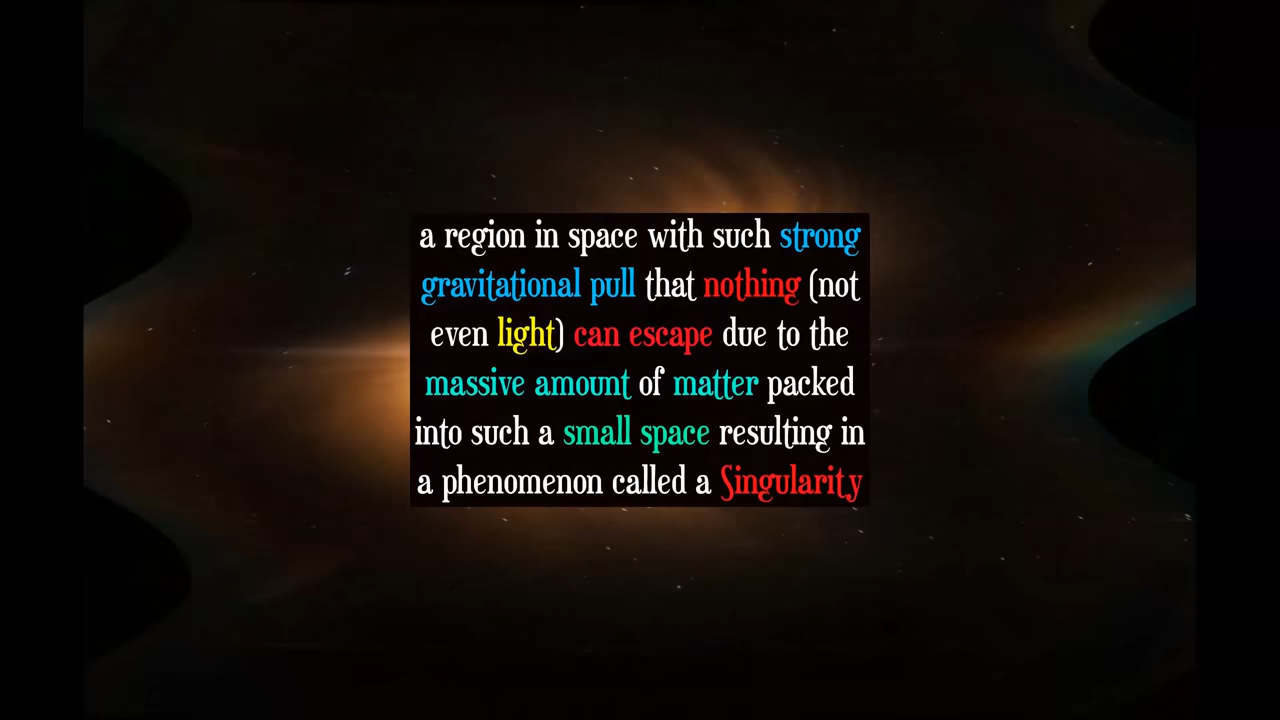 a region in space with such strong
gravitational pull that nothing (not
even light) can escape due to the
massive amount of matter packed
into such a small space resulting in
a phenomenon called a Singularity